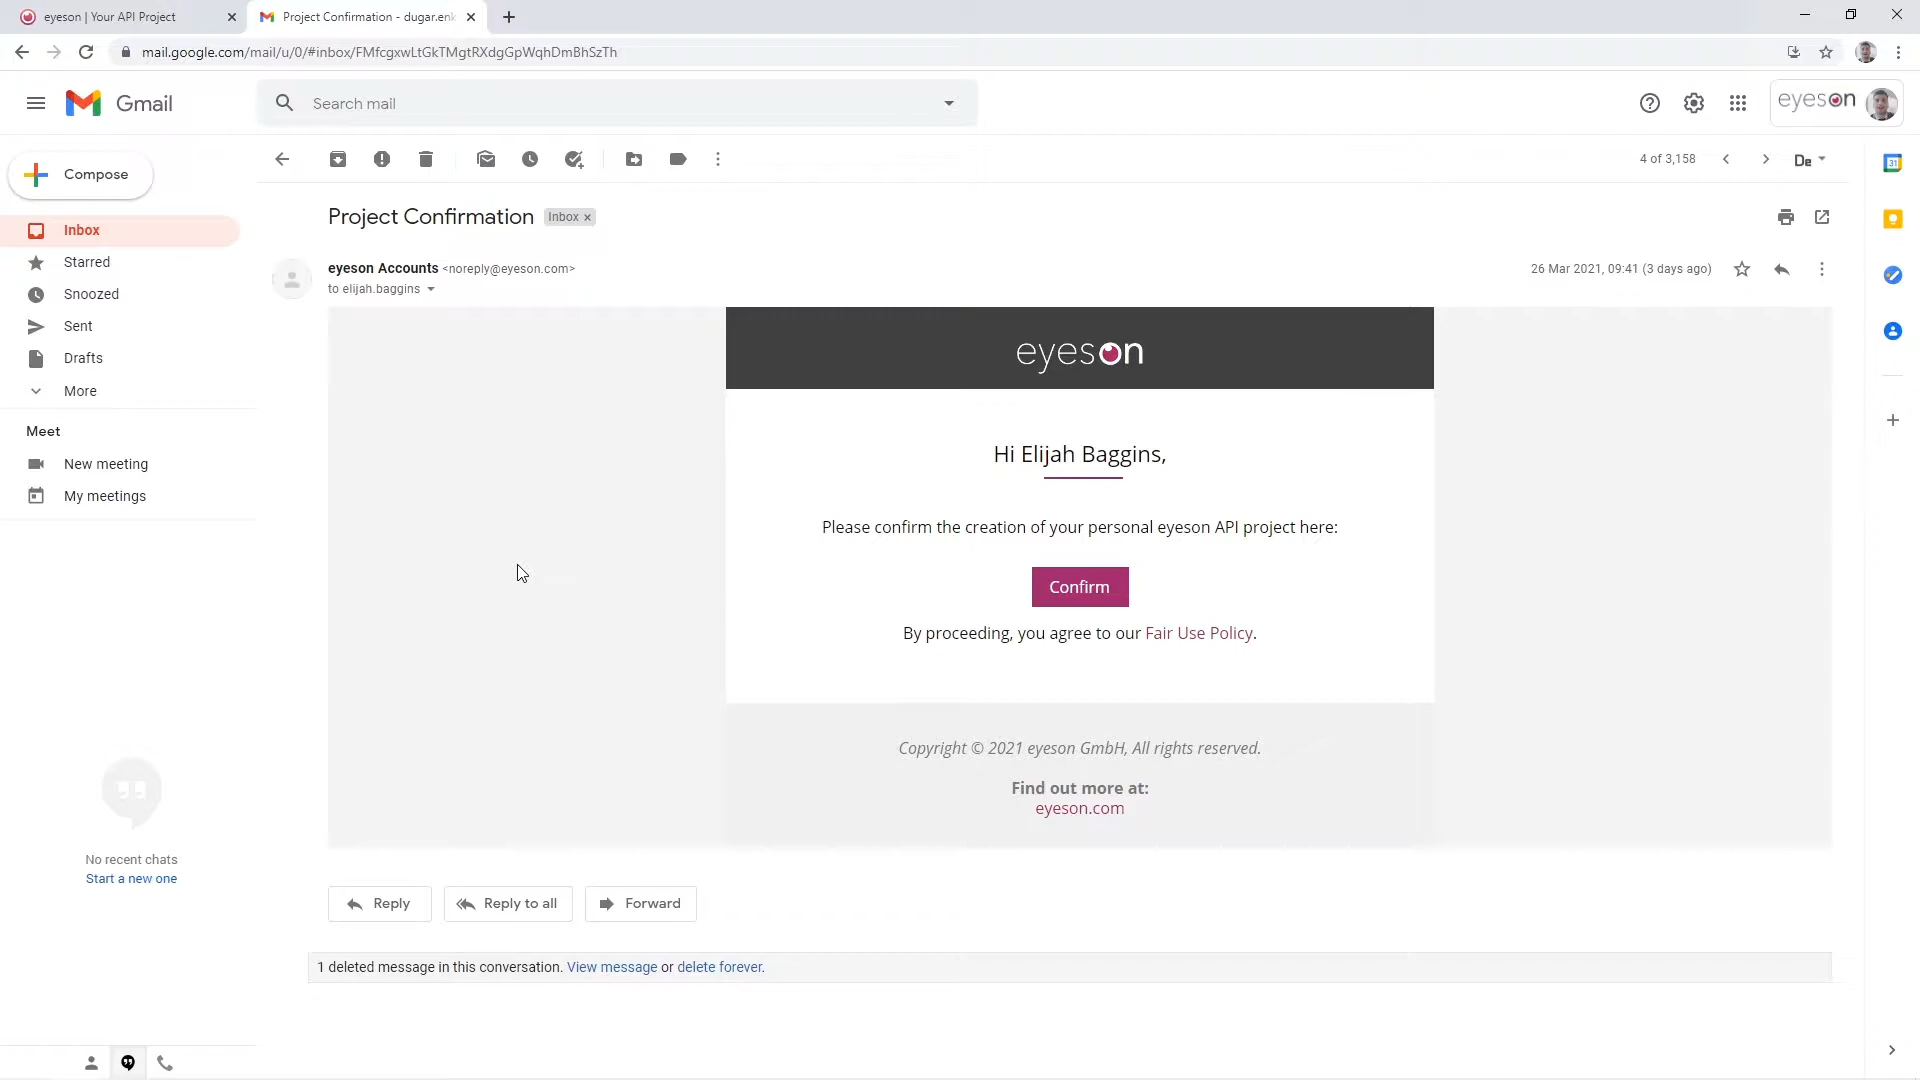 eyeson | Your API Project
Project Confirmation - dugar.enk
mail.google.com/mail/u/0/#inbox/FMfcgxwLtGkTMgtRXdgGpWqhDmBhSzTh
Gmail
Search mail
eyeson
Compose
4 of 3,158
De
31
Inbox
Starred
Snoozed
Sent
Drafts
More
Meet
New meeting
My meetings
No recent chats
Start a new one
Project Confirmation
Inbox ×
eyeson Accounts <noreply@eyeson.com>
26 Mar 2021, 09:41 (3 days ago)
to elijah.baggins
eyeson
Hi Elijah Baggins,
Please confirm the creation of your personal eyeson API project here:
Confirm
By proceeding, you agree to our Fair Use Policy.
Copyright © 2021 eyeson GmbH, All rights reserved.
Find out more at:
eyeson.com
Reply
Reply to all
Forward
1 deleted message in this conversation. View message or delete forever.